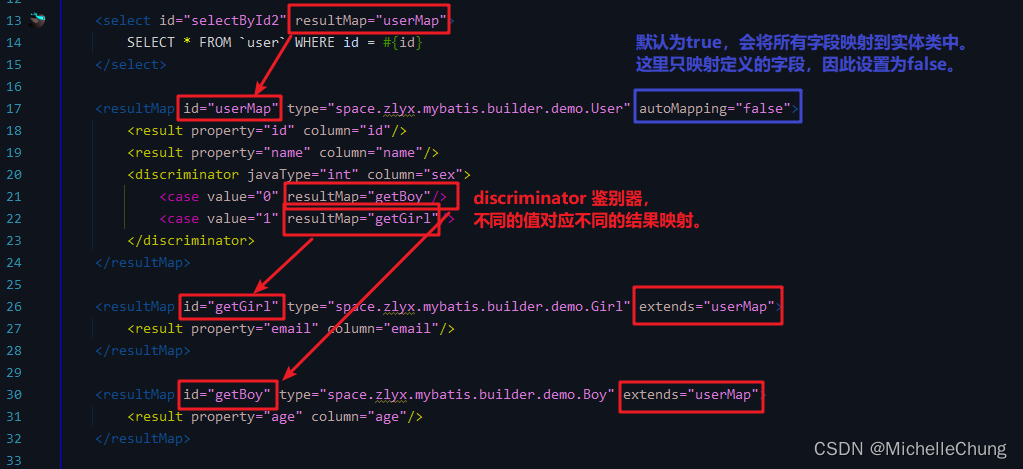 12
13 <select id="selectById2" resultMap="userMap">
14 SELECT * FROM `user` WHERE id = #{id}
15 </select>
16
17 <resultMap id="userMap" type="space.zlyx.mybatis.builder.demo.User" autoMapping="false">
18 <result property="id" column="id"/>
19 <result property="name" column="name"/>
20 <discriminator javaType="int" column="sex">
21 <case value="0" resultMap="getBoy"/>
22 <case value="1" resultMap="getGirl"/>
23 </discriminator>
24 </resultMap>
25
26 <resultMap id="getGirl" type="space.zlyx.mybatis.builder.demo.Girl" extends="userMap">
27 <result property="email" column="email"/>
28 </resultMap>
29
30 <resultMap id="getBoy" type="space.zlyx.mybatis.builder.demo.Boy" extends="userMap">
31 <result property="age" column="age"/>
32 </resultMap>
33
默认为true，会将所有字段映射到实体类中。
这里只映射定义的字段，因此设置为false。
discriminator 鉴别器，
不同的值对应不同的结果映射。
CSDN @MichelleChung